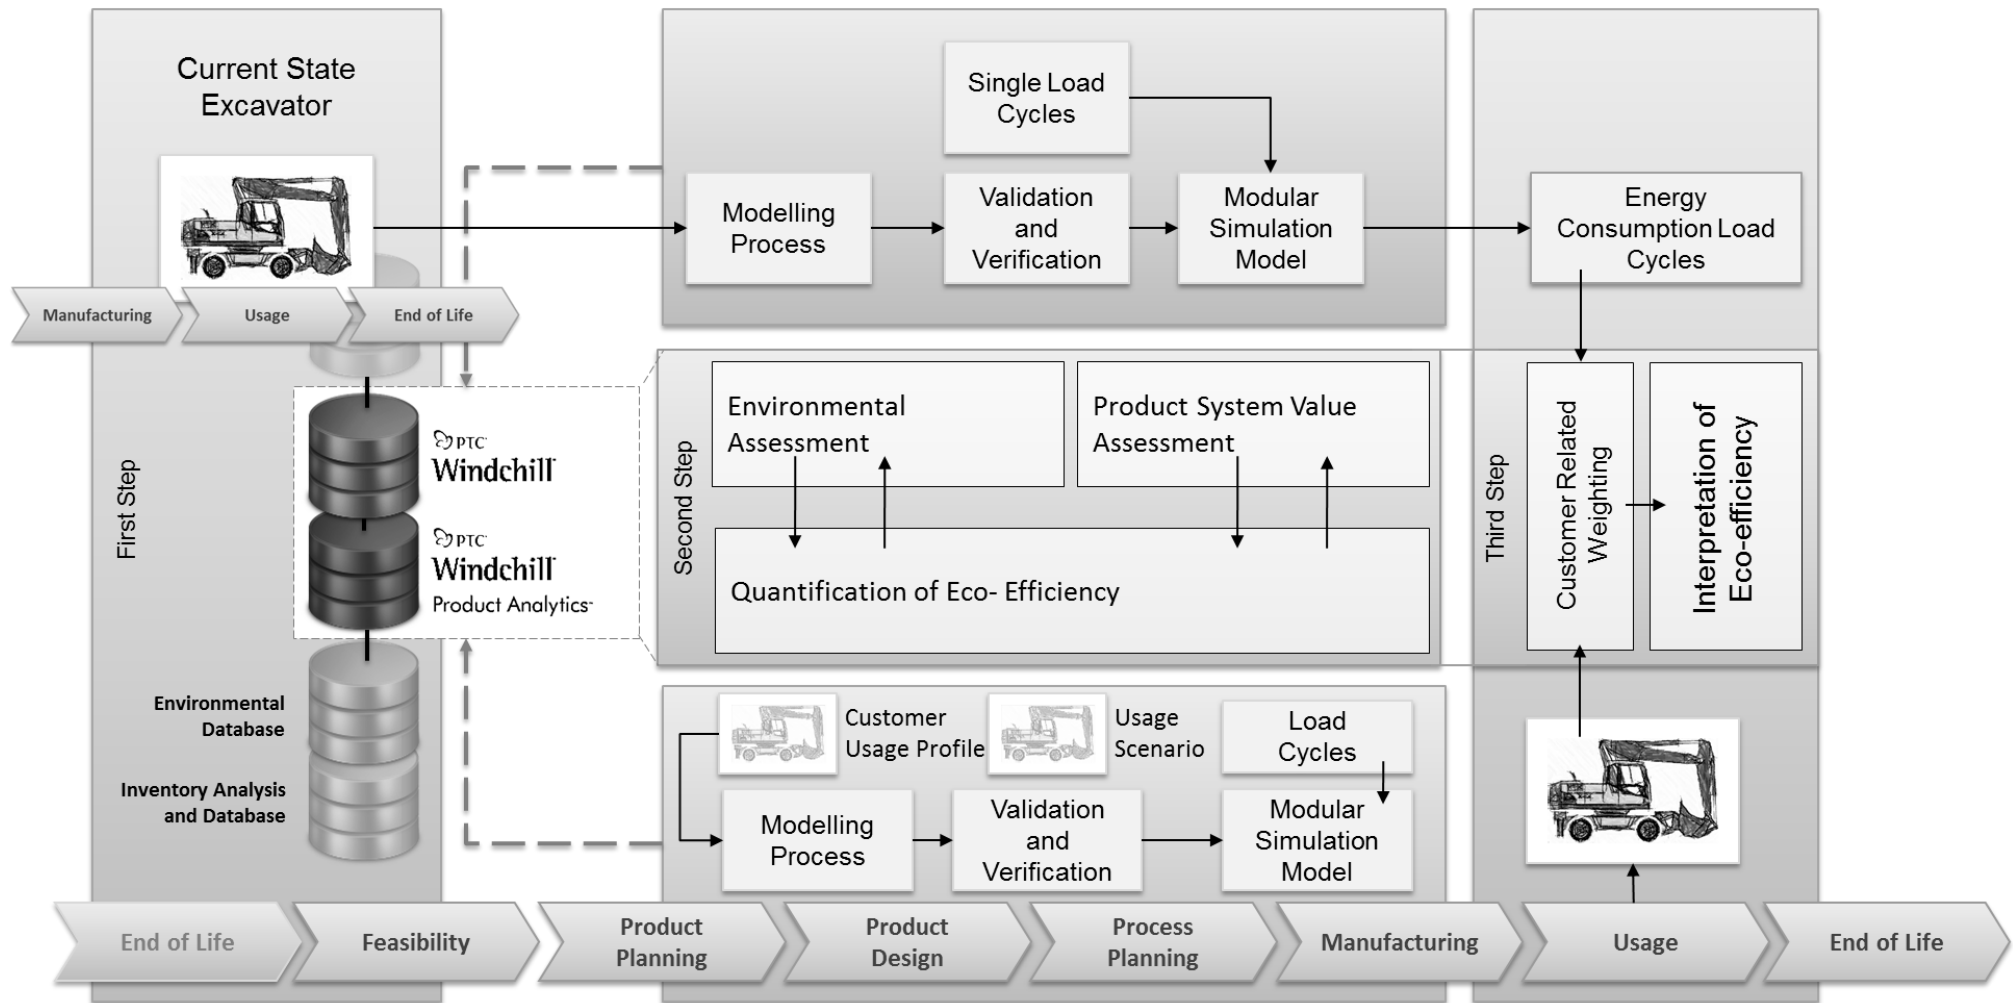 Current State
Excavator
Manufacturing
Usage
End of Life
First Step
PTC
Windchill
PTC
Windchill
Product Analytics
Environmental
Database
Inventory Analysis
and Database
Single Load
Cycles
Modelling
Process
Validation
and
Verification
Modular
Simulation
Model
Energy
Consumption Load
Cycles
Second Step
Environmental
Assessment
Product System Value
Assessment
Quantification of Eco- Efficiency
Third Step
Customer Related
Weighting
Interpretation of
Eco-efficiency
Customer
Usage Profile
Usage
Scenario
Load
Cycles
Modelling
Process
Validation
and
Verification
Modular
Simulation
Model
End of Life
Feasibility
Product
Planning
Product
Design
Process
Planning
Manufacturing
Usage
End of Life